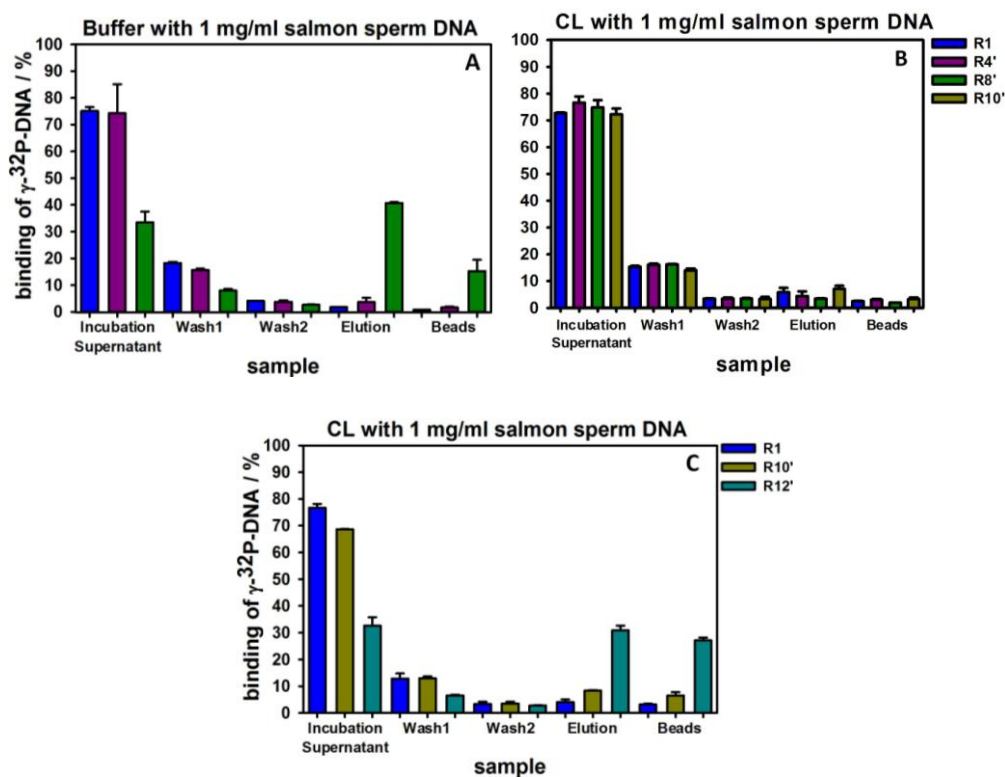 Buffer with 1 mg/ml salmon sperm DNA
A
binding of γ-³²P-DNA / %
100
90
80
70
60
50
40
30
20
10
0
Incubation Wash1 Wash2 Elution Beads
Supernatant
sample
CL with 1 mg/ml salmon sperm DNA
B
R1
R4'
R8'
R10'
100
90
80
70
60
50
40
30
20
10
0
Incubation Wash1 Wash2 Elution Beads
Supernatant
sample
CL with 1 mg/ml salmon sperm DNA
C
R1
R10'
R12'
binding of γ-³²P-DNA / %
100
90
80
70
60
50
40
30
20
10
0
Incubation Wash1 Wash2 Elution Beads
Supernatant
sample